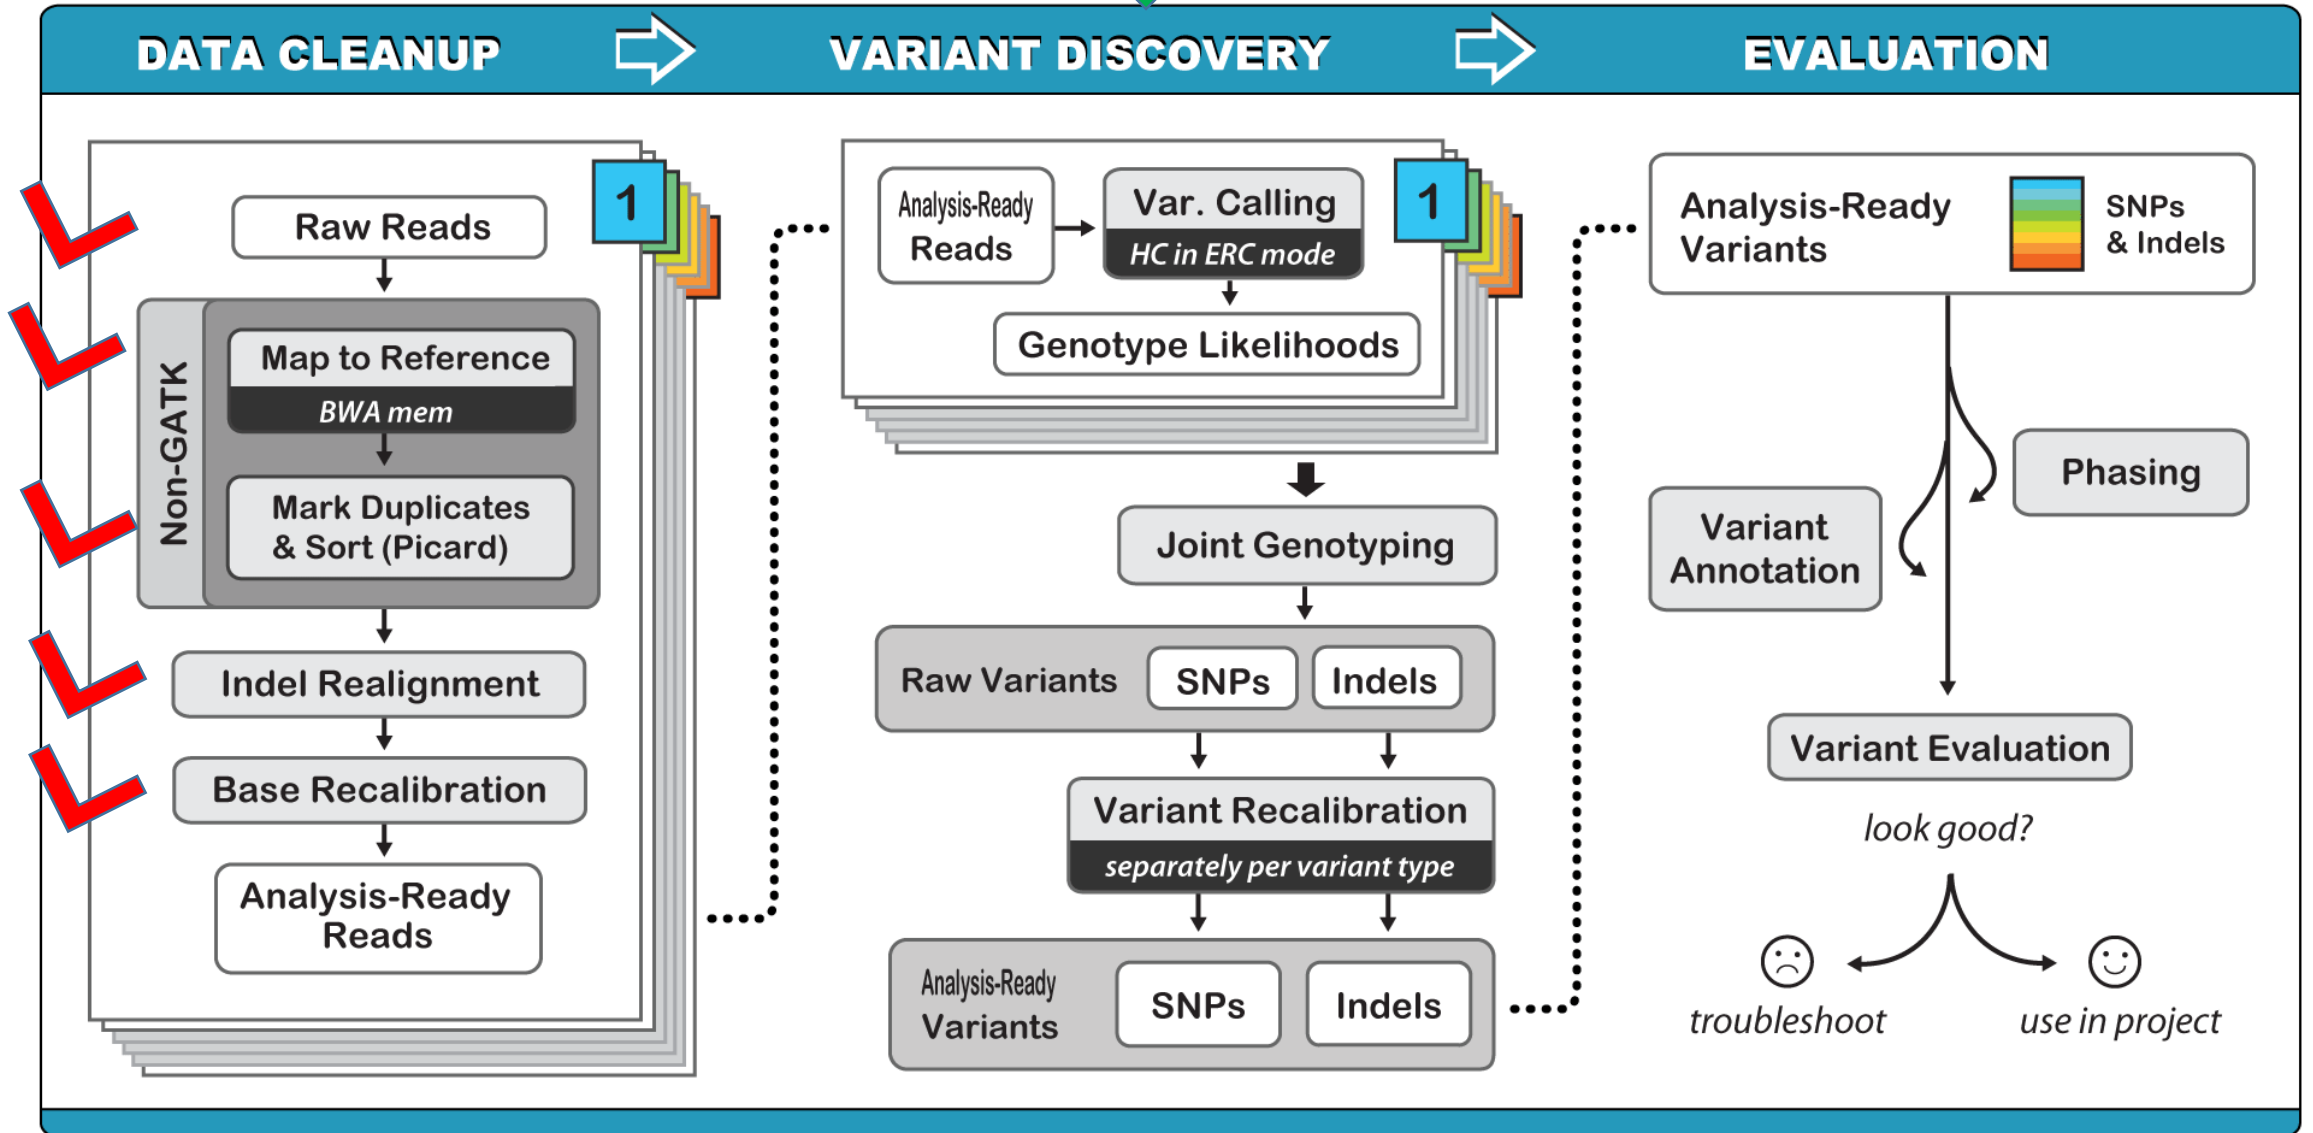 DATA CLEANUP
VARIANT DISCOVERY
EVALUATION
1
Raw Reads
Non-GATK
Map to Reference
BWA mem
Mark Duplicates
& Sort (Picard)
Indel Realignment
Base Recalibration
Analysis-Ready
Reads
1
Analysis-Ready
Reads
Var. Calling
HC in ERC mode
Genotype Likelihoods
Joint Genotyping
Raw Variants
SNPs
Indels
Variant Recalibration
separately per variant type
Analysis-Ready
Variants
SNPs
Indels
Analysis-Ready
Variants
SNPs
& Indels
Phasing
Variant
Annotation
Variant Evaluation
look good?
troubleshoot
use in project